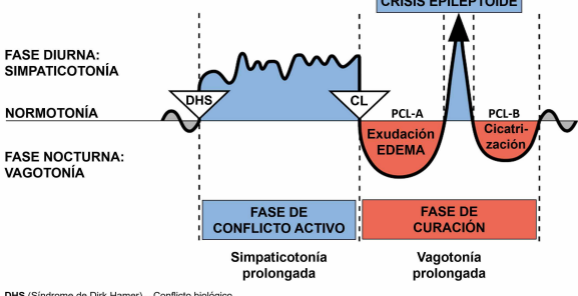 CRISIS EPILEPTOIDE
FASE DIURNA:
SIMPATICOTONÍA
DHS
CL
NORMOTONÍA
PCL-A
PCL-B
Exudación
EDEMA
Cicatri-
zación
FASE NOCTURNA:
VAGOTONÍA
FASE DE
CONFLICTO ACTIVO
FASE DE
CURACIÓN
Simpaticotonía
prolongada
Vagotonía
prolongada
DHS (Síndrome de Dirk Hamer) – Conflicto biológico